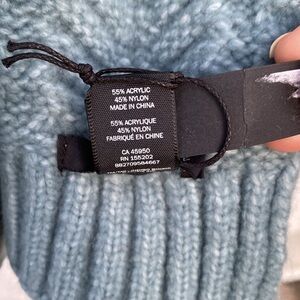 55% ACRYLIC
45% NYLON
MADE IN CHINA
55% ACRYLIQUE
45% NYLON
FABRIQUÉ EN CHINE
CA 45950
RN 155202